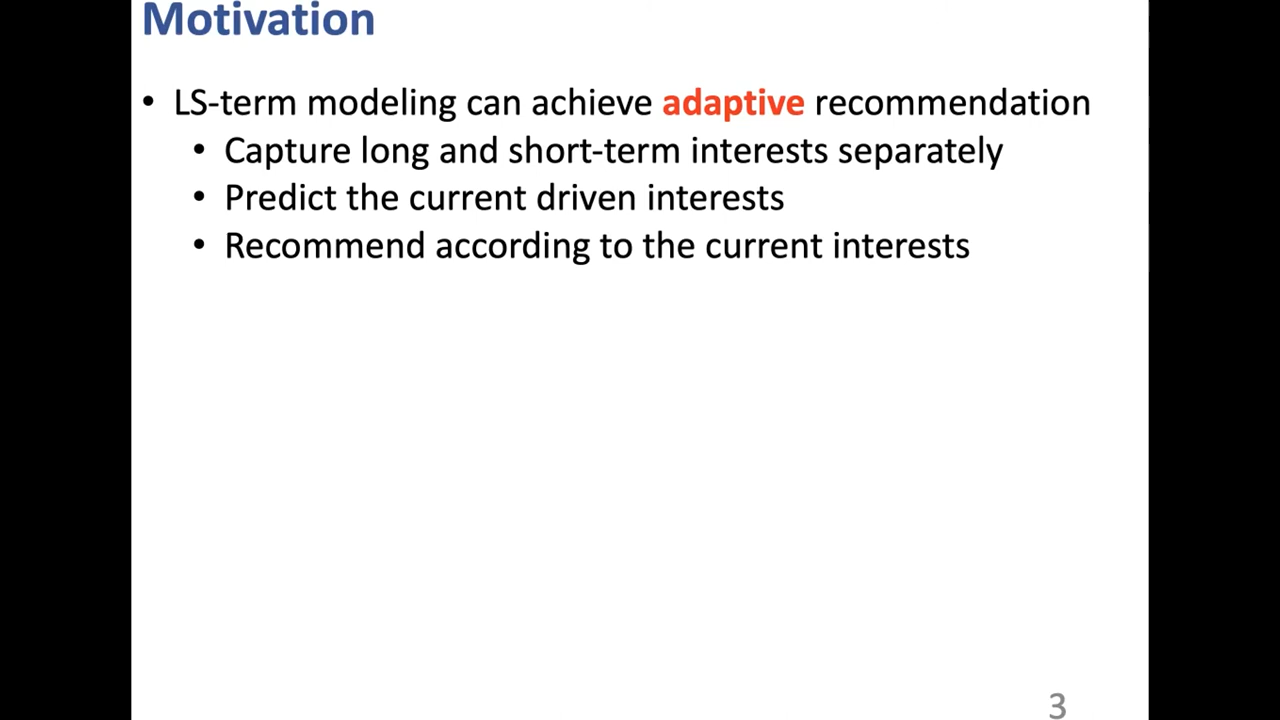 Motivation
• LS-term modeling can achieve adaptive recommendation
• Capture long and short-term interests separately
• Predict the current driven interests
• Recommend according to the current interests
3